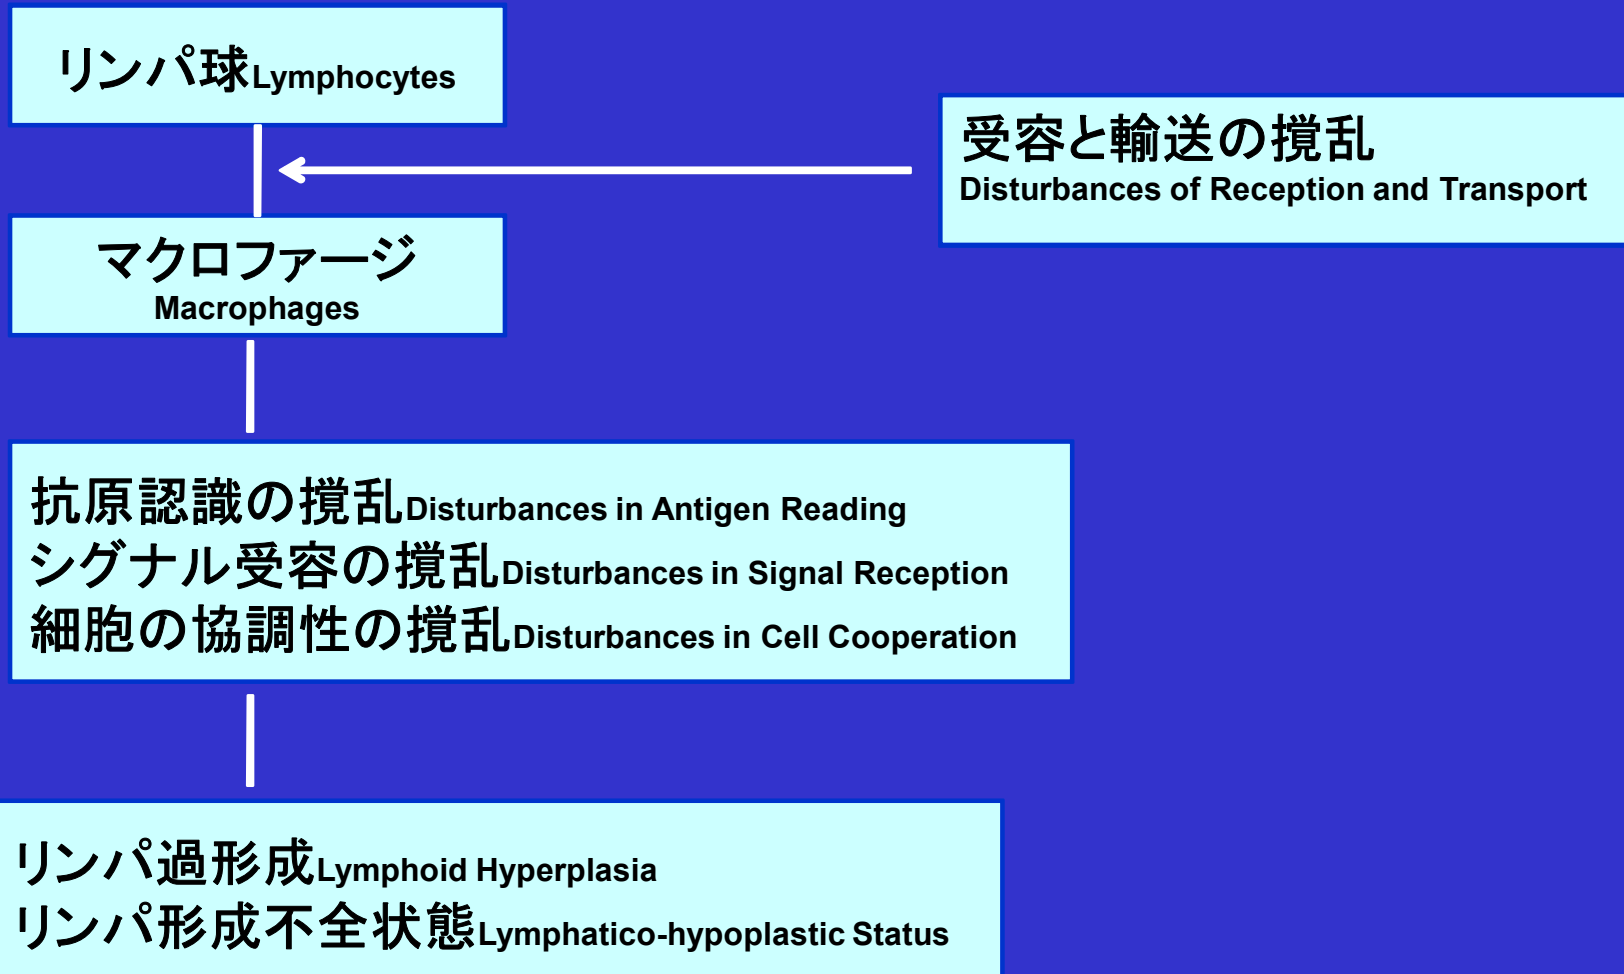 リンパ球Lymphocytes
受容と輸送の撹乱
Disturbances of Reception and Transport
マクロファージ
Macrophages
抗原認識の撹乱Disturbances in Antigen Reading
シグナル受容の撹乱Disturbances in Signal Reception
細胞の協調性の撹乱Disturbances in Cell Cooperation
リンパ過形成Lymphoid Hyperplasia
リンパ形成不全状態Lymphatico-hypoplastic Status